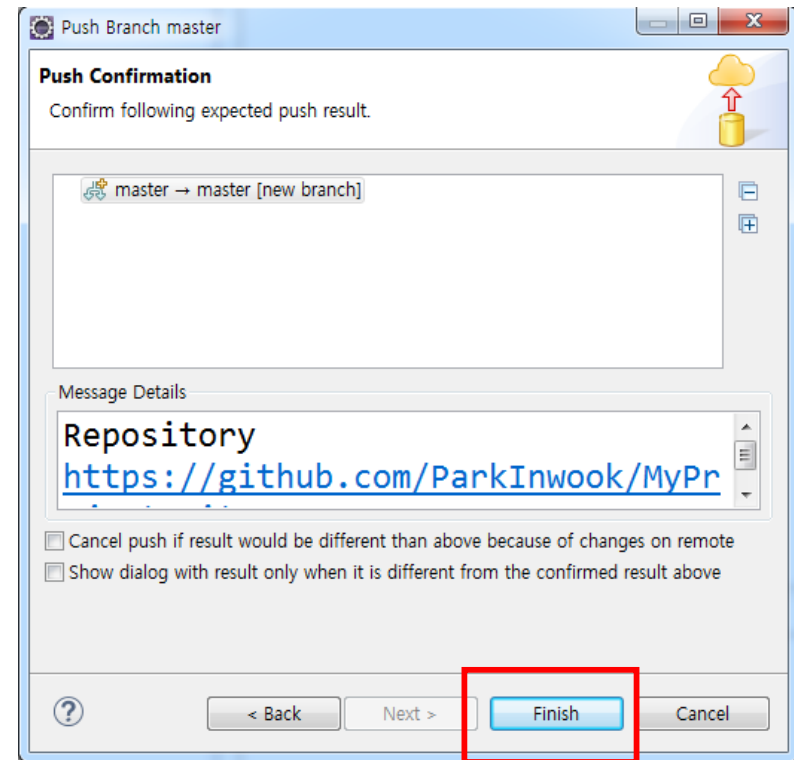 Push Branch master
Push Confirmation
Confirm following expected push result.
master → master [new branch]
Message Details
Repository
https://github.com/ParkInwook/MyPr
Cancel push if result would be different than above because of changes on remote
Show dialog with result only when it is different from the confirmed result above
< Back
Next >
Finish
Cancel